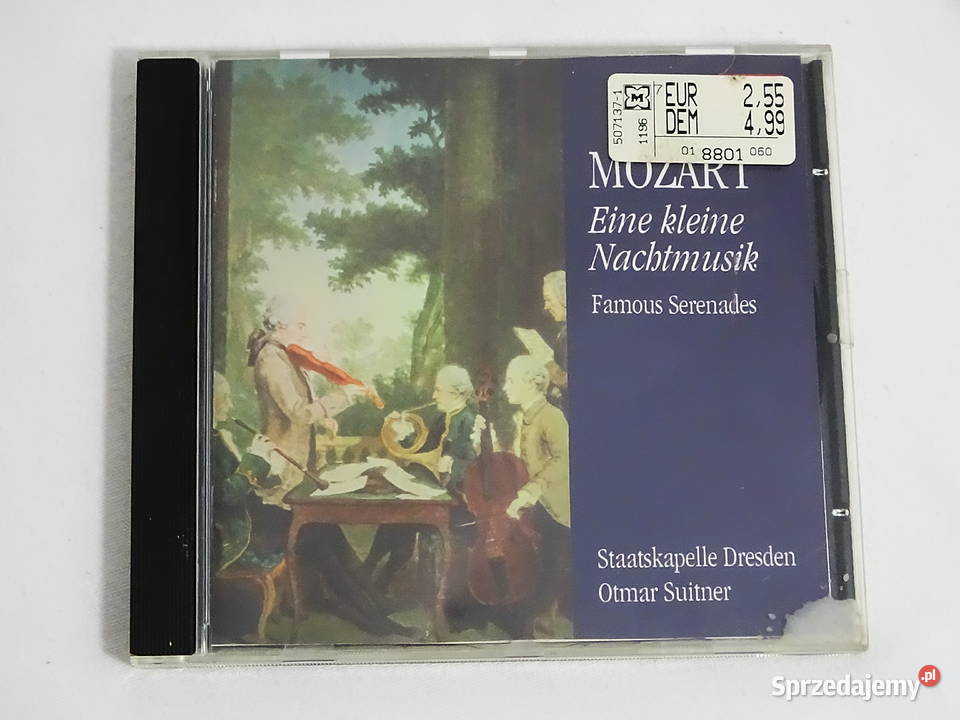 EUR 2,55
DEM 4,99
01 8801 060
507137-1
1196
M
MOZART
Eine kleine
Nachtmusik
Famous Serenades
Staatskapelle Dresden
Otmar Suitner
Sprzedajemy.pl